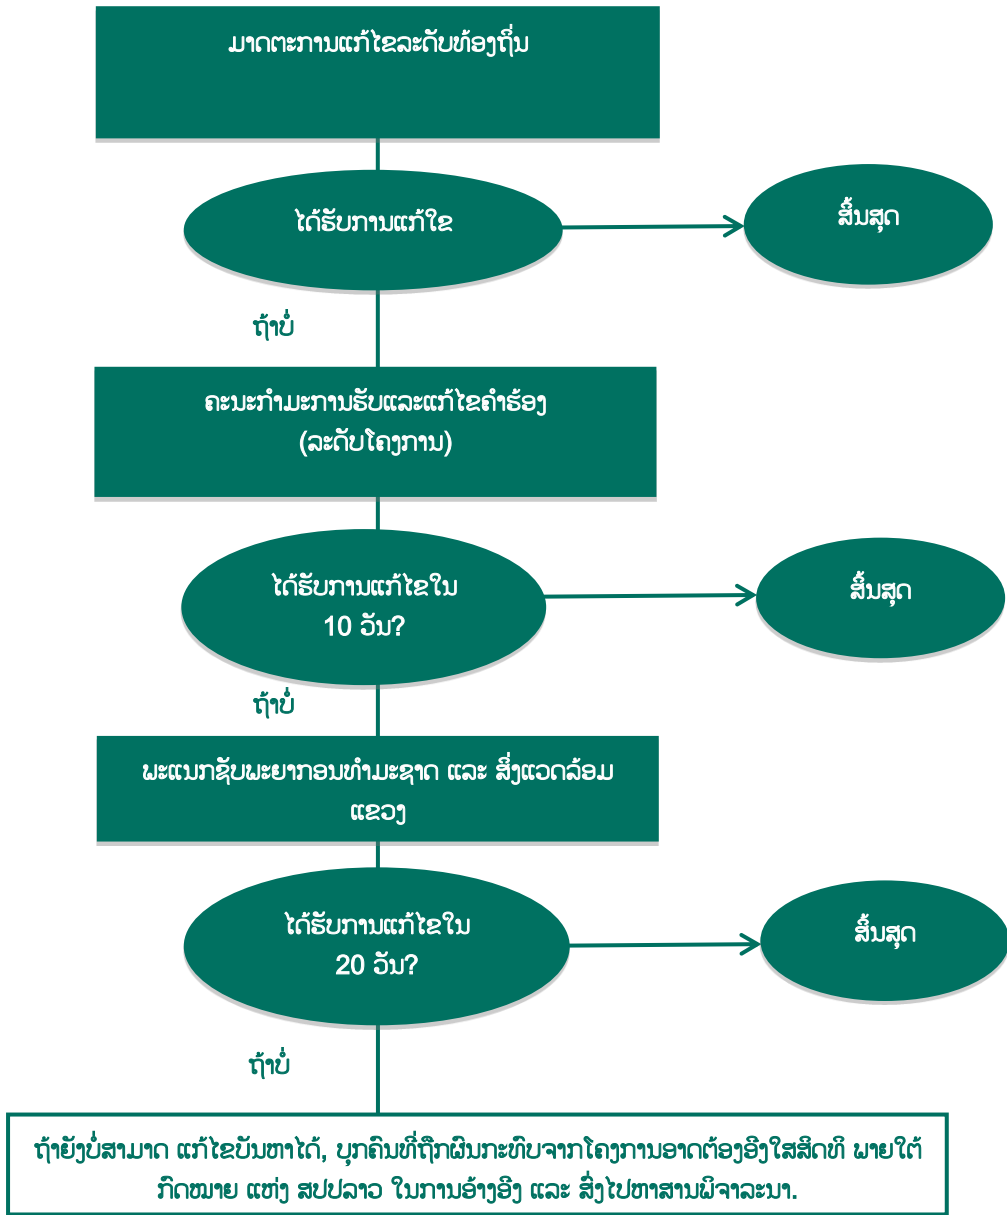 ມາດຕະການແກ້ໄຂລະດັບທ້ອງຖິ່ນ
ໄດ້ຮັບການແກ້ໃຂ
ສິ້ນສຸດ
ຖ້າບໍ່
ຄະນະກຳມະການຮັບແລະແກ້ໄຂຄຳຮ້ອງ
(ລະດັບໂຄງການ)
ໄດ້ຮັບການແກ້ໄຂໃນ
10 ວັນ?
ສິ້ນສຸດ
ຖ້າບໍ່
ພະແນກຊັບພະຍາກອນທຳມະຊາດ ແລະ ສິ່ງແວດລ້ອມ
ແຂວງ
ໄດ້ຮັບການແກ້ໄຂໃນ
20 ວັນ?
ສິ້ນສຸດ
ຖ້າບໍ່
ຖ້າຍັງບໍ່ສາມາດ ແກ້ໄຂບັນຫາໄດ້, ບຸກຄົນທີ່ຖືກຜົນກະທົບຈາກໂຄງການອາດຕ້ອງອີງໃສສິດທິ ພາຍໃຕ້
ກົດໝາຍ ແຫ່ງ ສປປລາວ ໃນການອ້າງອີງ ແລະ ສົ່ງໄປຫາສານພິຈາລະນາ.